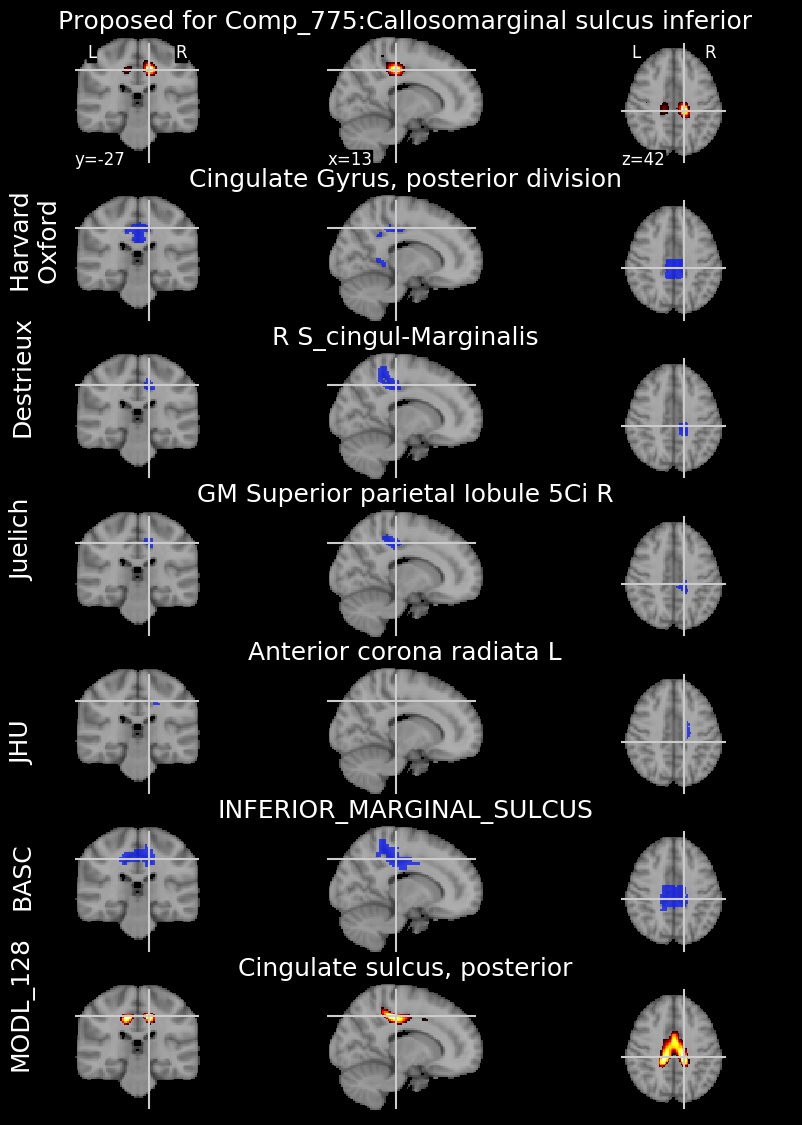 Proposed for Comp_775:Callosomarginal sulcus inferior
L R
L R
y=-27 x=13 z=42
Cingulate Gyrus, posterior division
Harvard
Oxford
R S_cingul-Marginalis
Destrieux
GM Superior parietal lobule 5Ci R
Juelich
Anterior corona radiata L
JHU
INFERIOR_MARGINAL_SULCUS
BASC
Cingulate sulcus, posterior
MODL_128